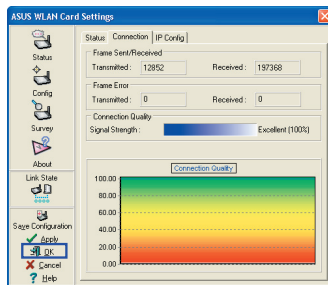 ASUS WLAN Card Settings
Status
Config
Survey
About
Link State
Save Configuration
Apply
OK
Cancel
Help
Status Connection IP Config
Frame Sent/Received
Transmitted : 12852 Received : 197368
Frame Error
Transmitted : 0 Received : 0
Connection Quality
Signal Strength : Excellent (100%)
Connection Quality
100.00
80.00
60.00
40.00
20.00
0.00